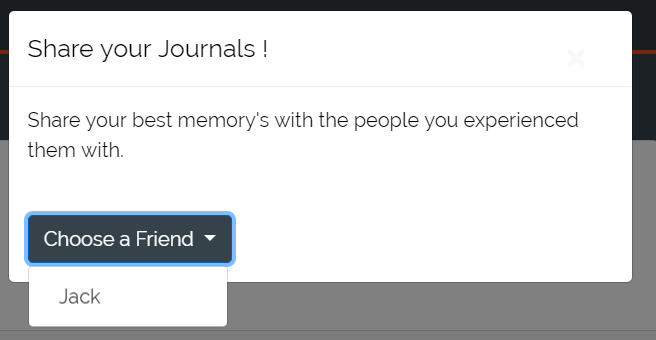 Share your Journals !
Share your best memory's with the people you experienced
them with.
Choose a Friend
Jack